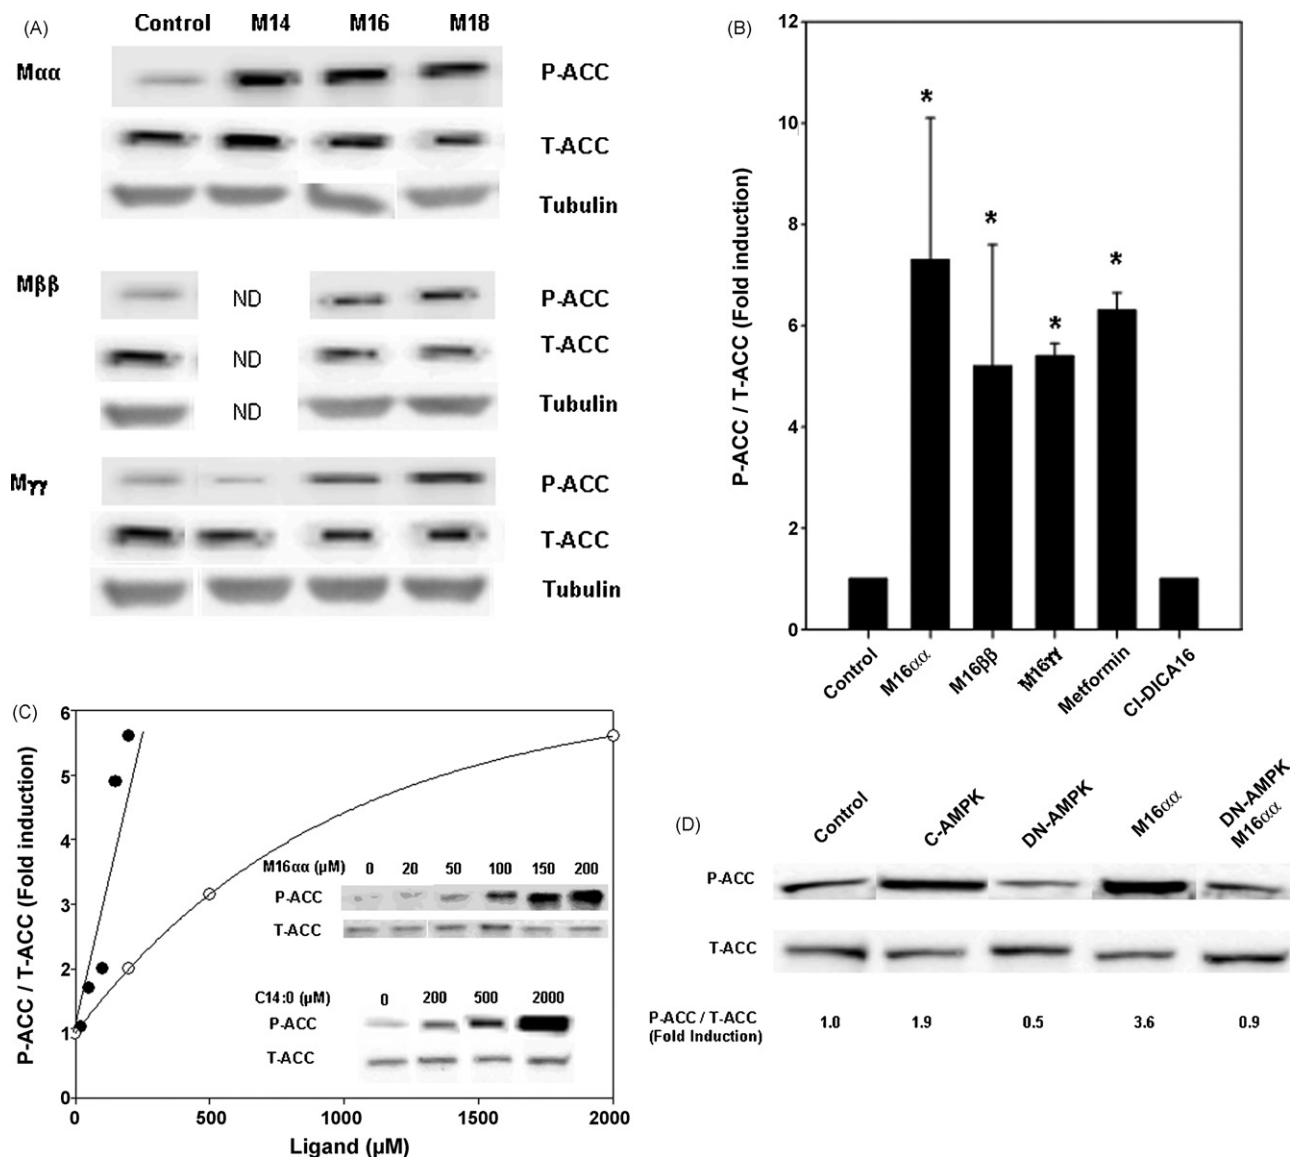 (A)
Control M14 M16 M18
Mαα P-ACC
T-ACC
Tubulin
Mββ ND P-ACC
ND T-ACC
ND Tubulin
Mγγ P-ACC
T-ACC
Tubulin
(B)
P-ACC / T-ACC (Fold induction)
12
10
8
6
4
2
0
* * * *
Control M16αα M16ββ M16γγ Metformin CI-DICA16
(C)
P-ACC / T-ACC (Fold induction)
6
5
4
3
2
1
0
M16αα (µM) 0 20 50 100 150 200
P-ACC
T-ACC
C14:0 (µM) 0 200 500 2000
P-ACC
T-ACC
0 500 1000 1500 2000
Ligand (µM)
(D)
Control C-AMPK DN-AMPK M16αα DN-AMPK
M16αα
P-ACC
T-ACC
P-ACC / T-ACC 1.0 1.9 0.5 3.6 0.9
(Fold Induction)